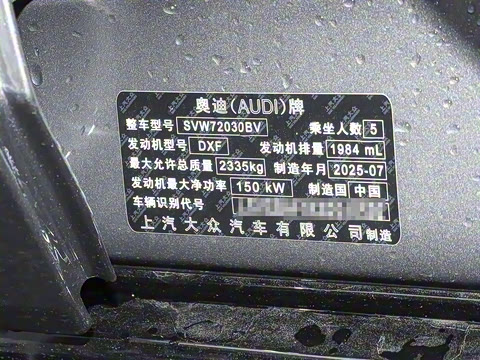 奥迪(AUDI)牌
整车型号 SVW72030BV 乘坐人数 5
发动机型号 DXF 发动机排量 1984 mL
最大允许总质量 2335kg 制造年月 2025-07
发动机最大净功率 150 kW 制造国 中国
车辆识别代号
上汽大众汽车有限公司 制造